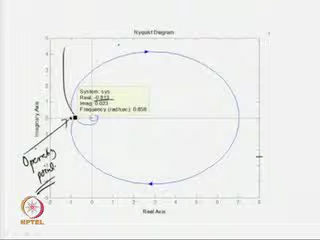 Nyquist Diagram
System: sys
Real: -0.813
Imag: 0.023
Frequency (rad/sec): 0.858
Imaginary Axis
Operating
point
Real Axis
NPTEL